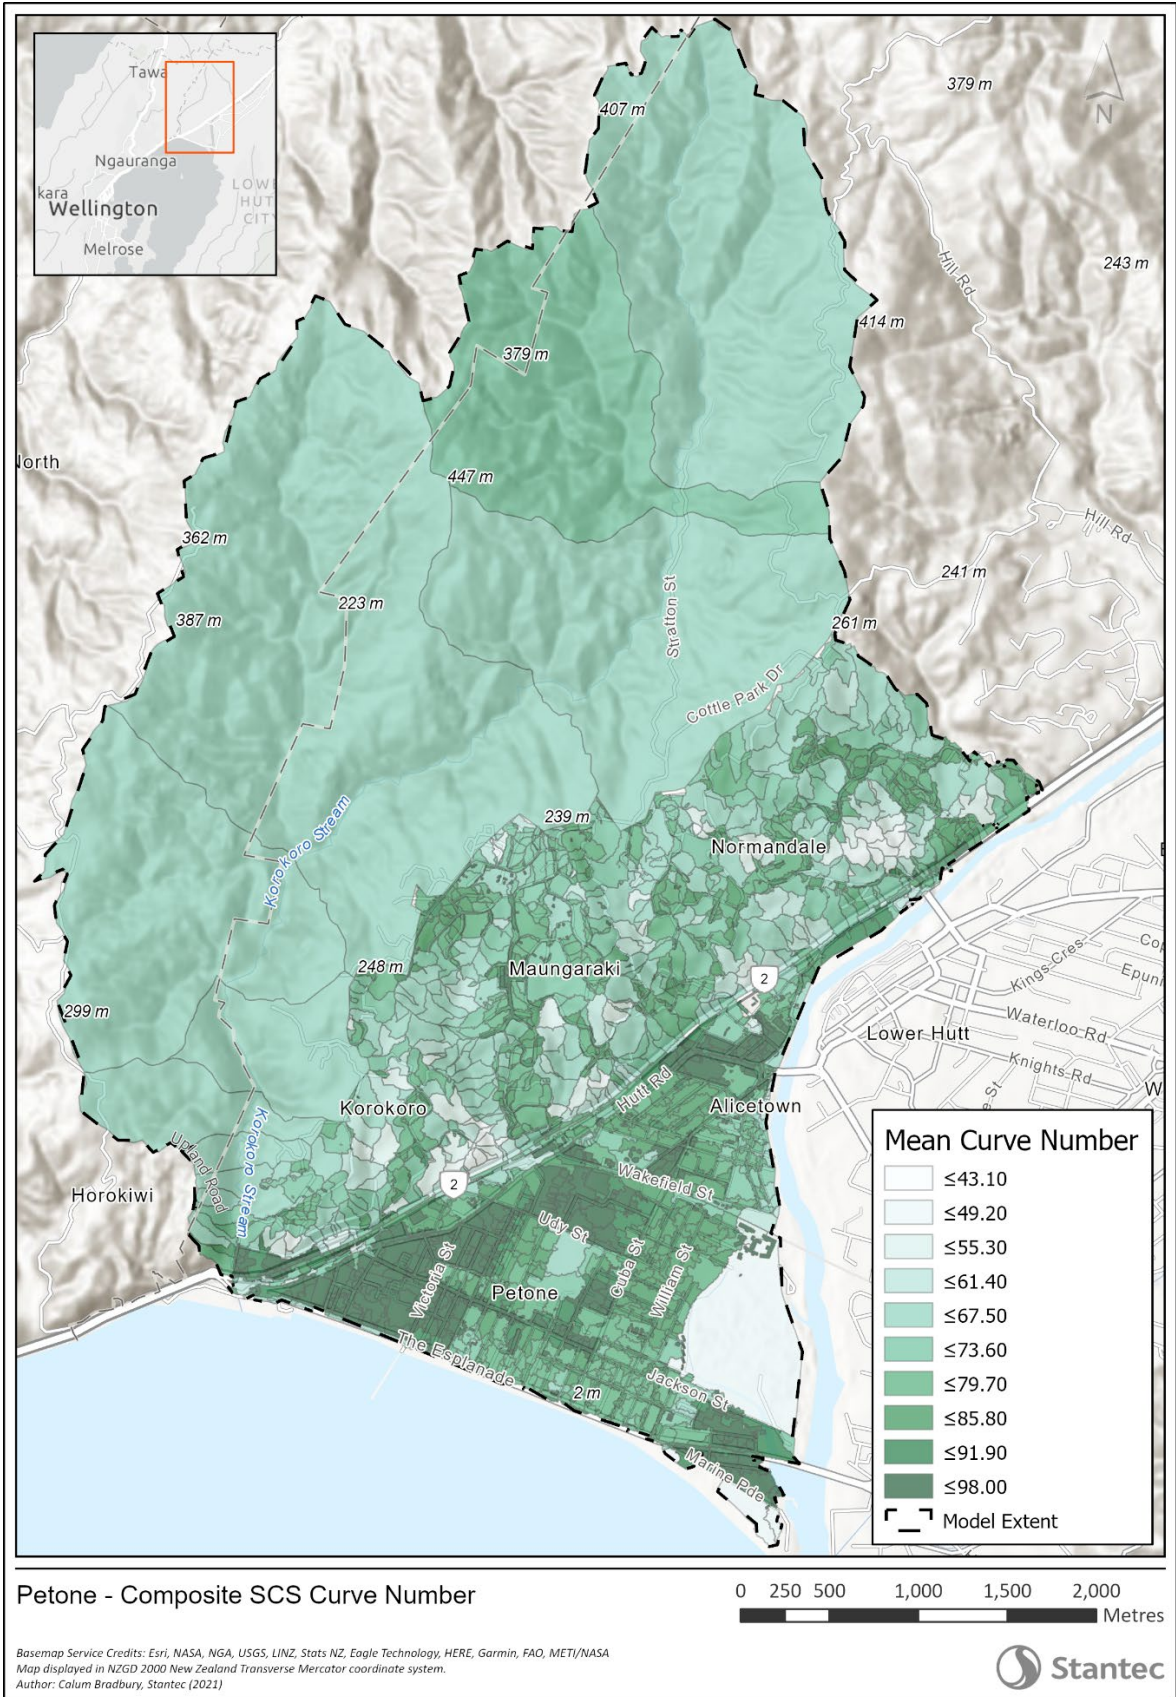 Tawa
Ngauranga
kara
Wellington
LOW
HUT
CITY
Melrose
407 m
379 m
N
Hill Rd
243 m
414 m
379 m
North
447 m
Hill Rd
362 m
241 m
387 m
223 m
Stratton St
261 m
Cottle Park Dr
Korokoro Stream
239 m
Normandale
248 m
Maungaraki
2
Kings Cres
Epun
299 m
Waterloo Rd
Lower Hutt
Knights Rd
Hutt Rd
Korokoro
Alicetown
e St
Upland Road
Korokoro Stream
Horokiwi
2
Wakefield St
Udy St
Victoria St
Cuba St
William St
Petone
The Esplanade
2 m
Jackson St
Marine Pde
Mean Curve Number
≤43.10
≤49.20
≤55.30
≤61.40
≤67.50
≤73.60
≤79.70
≤85.80
≤91.90
≤98.00
Model Extent
Petone - Composite SCS Curve Number
0 250 500 1,000 1,500 2,000
Metres
Basemap Service Credits: Esri, NASA, NGA, USGS, LINZ, Stats NZ, Eagle Technology, HERE, Garmin, FAO, METI/NASA
Map displayed in NZGD 2000 New Zealand Transverse Mercator coordinate system.
Author: Calum Bradbury, Stantec (2021)
Stantec